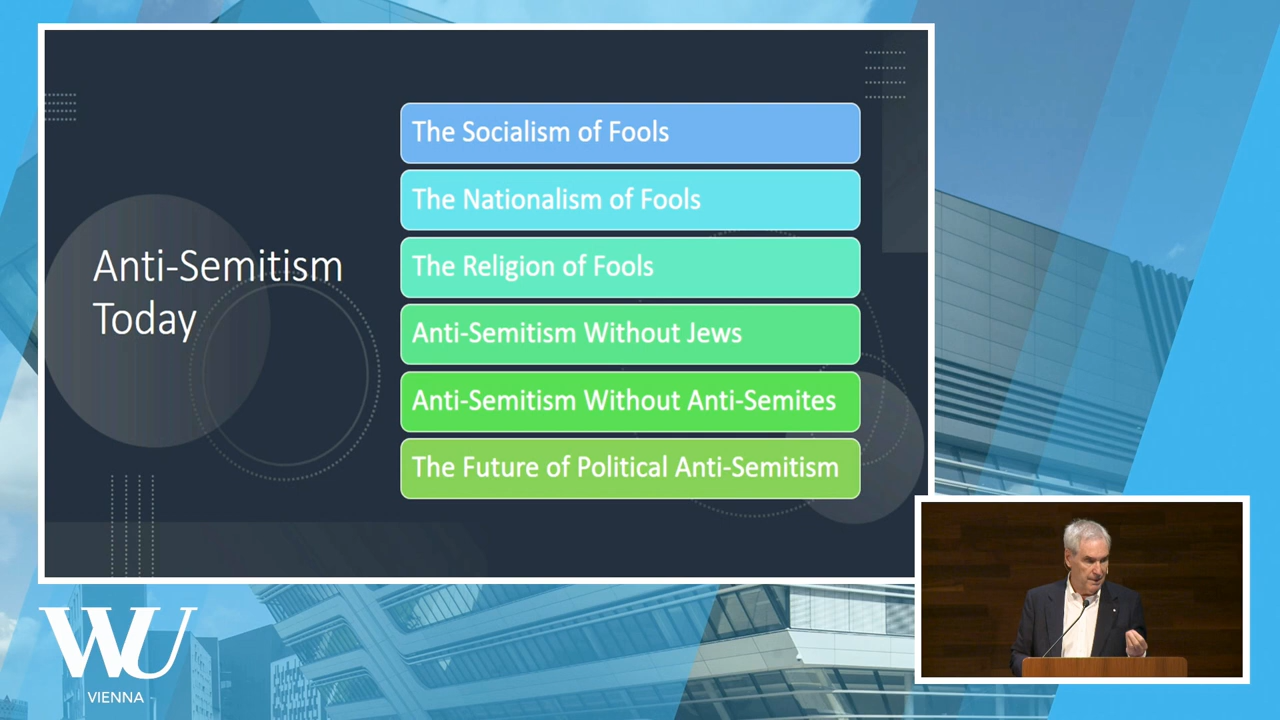 Anti-Semitism
Today
The Socialism of Fools
The Nationalism of Fools
The Religion of Fools
Anti-Semitism Without Jews
Anti-Semitism Without Anti-Semites
The Future of Political Anti-Semitism
WU
VIENNA